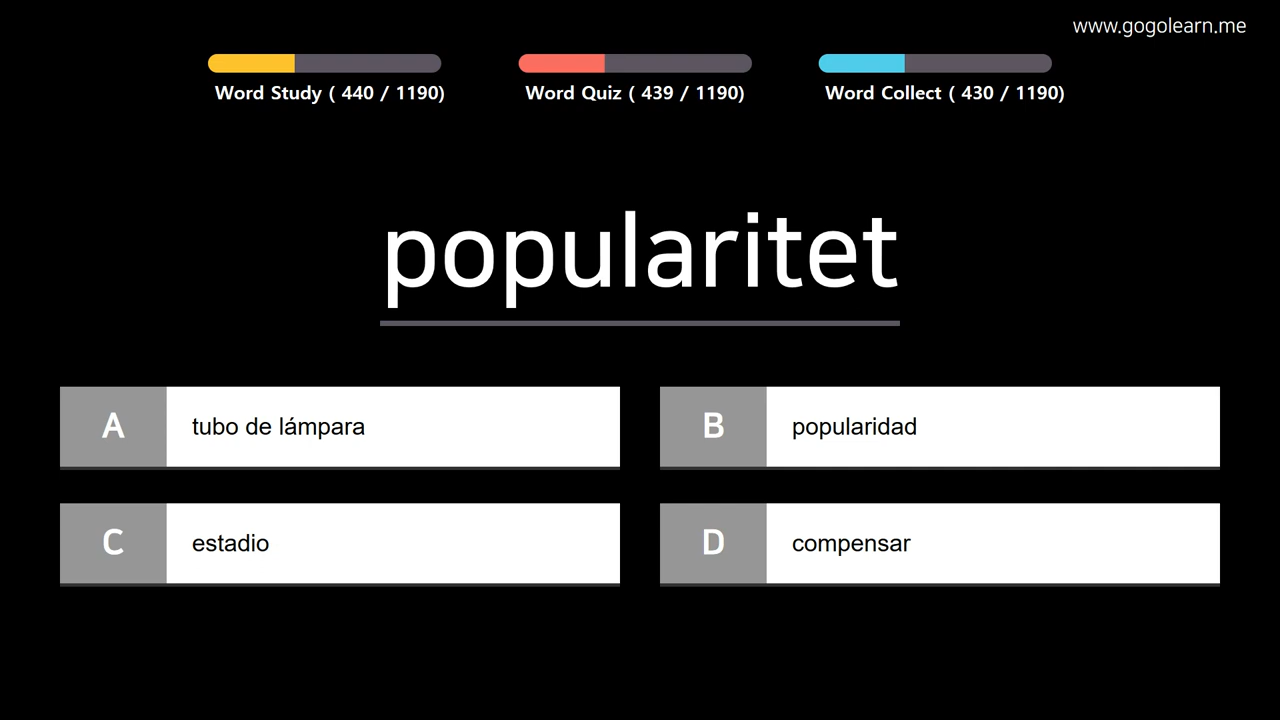 www.gogolearn.me
Word Study ( 440 / 1190)
Word Quiz ( 439 / 1190)
Word Collect ( 430 / 1190)
popularitet
A tubo de lámpara
B popularidad
C estadio
D compensar